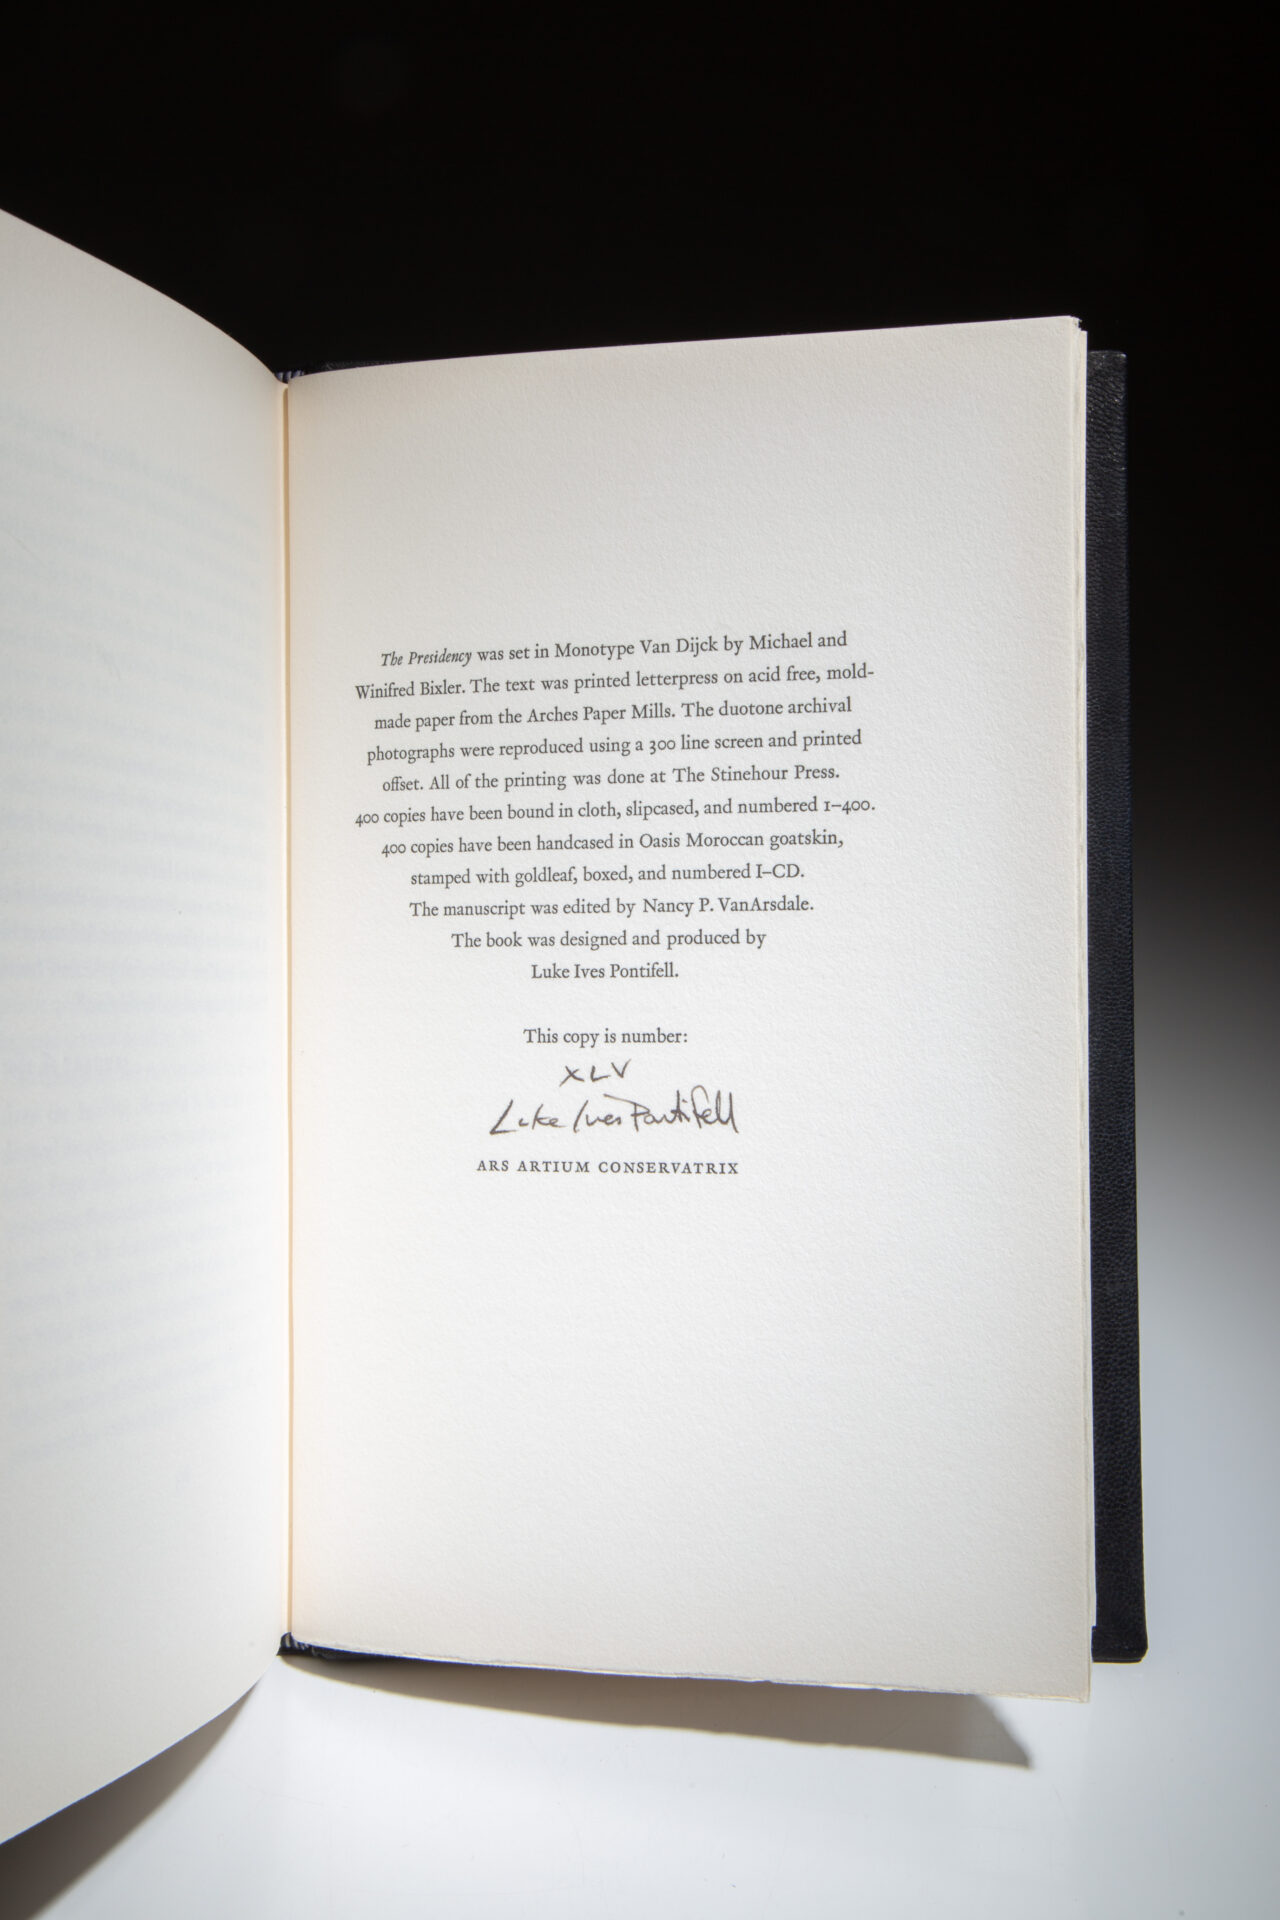 The Presidency was set in Monotype Van Dijck by Michael and
Winifred Bixler. The text was printed letterpress on acid free, mold-
made paper from the Arches Paper Mills. The duotone archival
photographs were reproduced using a 300 line screen and printed
offset. All of the printing was done at The Stinehour Press.
400 copies have been bound in cloth, slipcased, and numbered 1–400.
400 copies have been handcased in Oasis Moroccan goatskin,
stamped with goldleaf, boxed, and numbered I–CD.
The manuscript was edited by Nancy P. VanArsdale.
The book was designed and produced by
Luke Ives Pontifell.
This copy is number:
XLV
Luke Ives Pontifell
ARS ARTIUM CONSERVATRIX